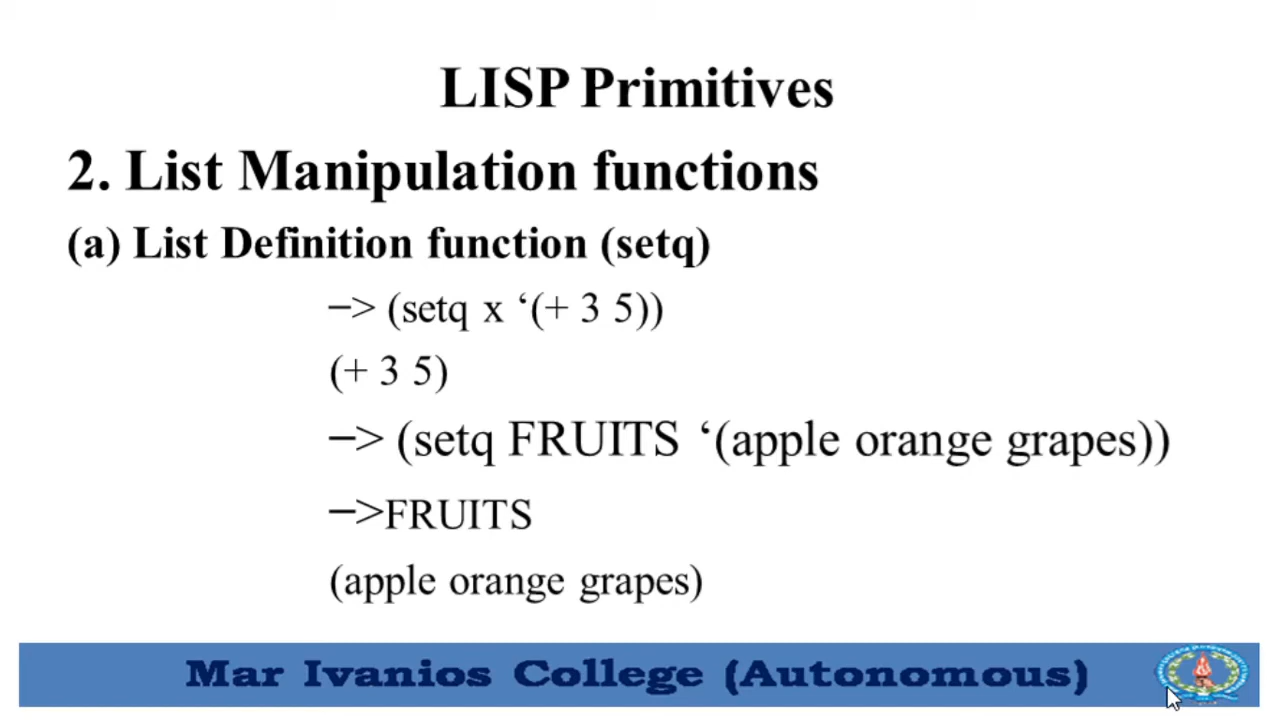 LISP Primitives
2. List Manipulation functions
(a) List Definition function (setq)
–> (setq x ‘(+ 3 5))
(+ 3 5)
–> (setq FRUITS ‘(apple orange grapes))
–>FRUITS
(apple orange grapes)
Mar Ivanios College (Autonomous)